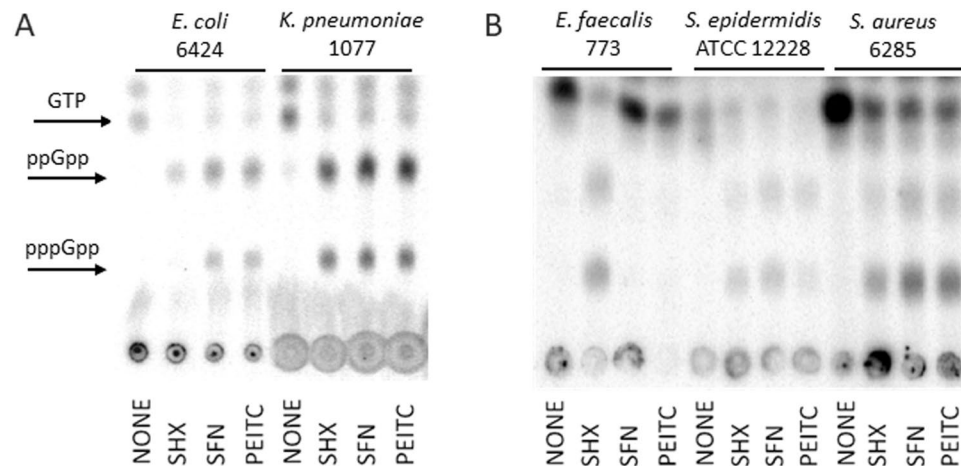 A
E. coli
6424
K. pneumoniae
1077
GTP
ppGpp
pppGpp
NONE
SHX
SFN
PEITC
NONE
SHX
SFN
PEITC
B
E. faecalis
773
S. epidermidis
ATCC 12228
S. aureus
6285
NONE
SHX
SFN
PEITC
NONE
SHX
SFN
PEITC
NONE
SHX
SFN
PEITC